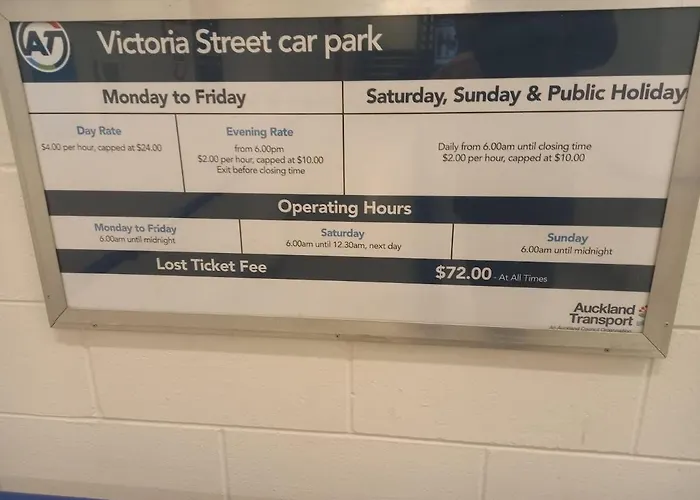 AT
Victoria Street car park
Monday to Friday
Saturday, Sunday & Public Holiday
Day Rate
$4.00 per hour, capped at $24.00
Evening Rate
from 6.00pm
$2.00 per hour, capped at $10.00
Exit before closing time
Daily from 6.00am until closing time
$2.00 per hour, capped at $10.00
Operating Hours
Monday to Friday
6.00am until midnight
Saturday
6.00am until 12.30am, next day
Sunday
6.00am until midnight
Lost Ticket Fee
$72.00 - At All Times
Auckland
Transport
An Auckland Council Organisation